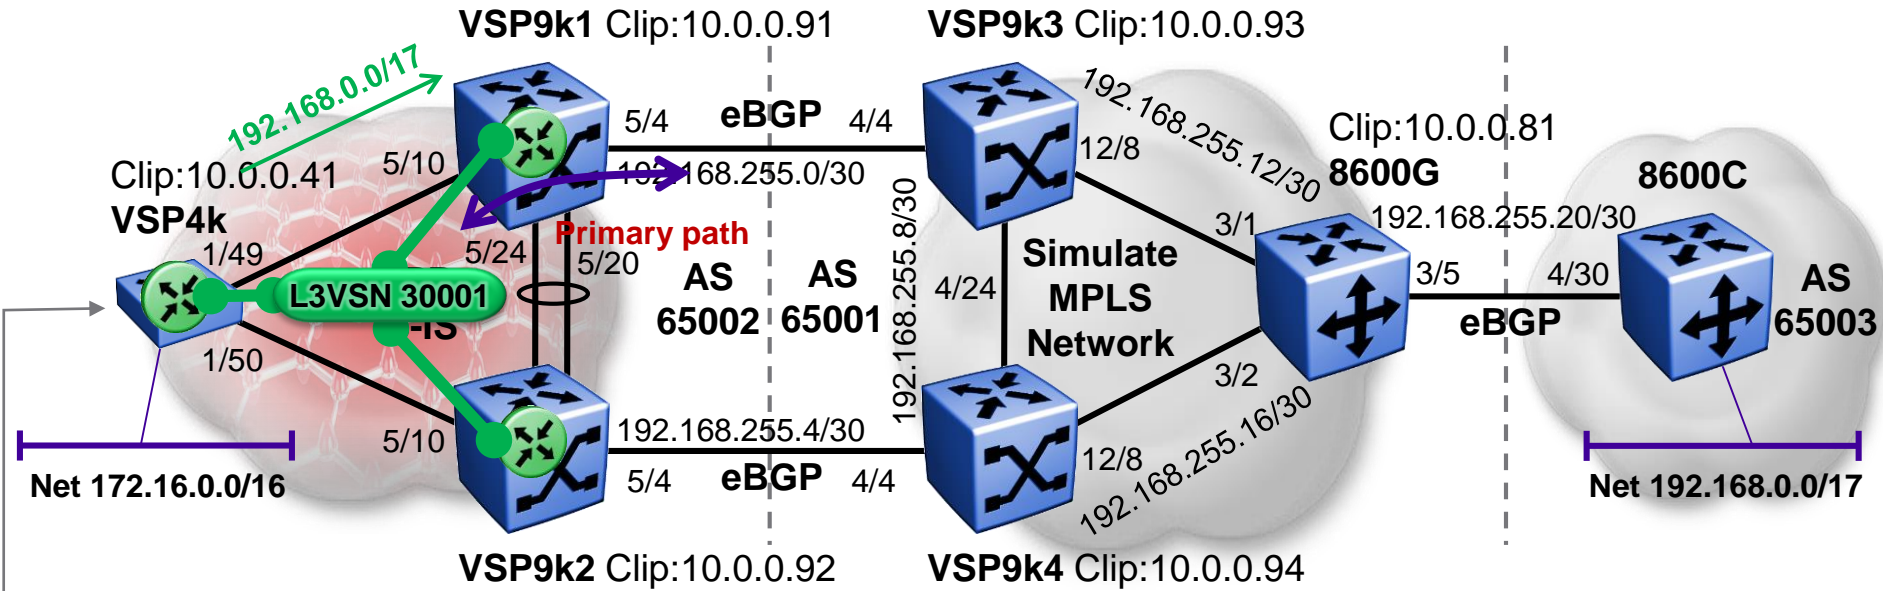 VSP9k1 Clip:10.0.0.91
VSP9k3 Clip:10.0.0.93
192.168.0.0/17
5/4
eBGP
4/4
192.168.255.12/30
Clip:10.0.0.81
8600G
8600C
Clip:10.0.0.41
VSP4k
5/10
192.168.255.0/30
12/8
192.168.255.20/30
1/49
5/24
Primary path
5/20
3/1
AS
65002
AS
65001
192.168.255.8/30
4/24
Simulate
MPLS
Network
3/5
4/30
eBGP
AS
65003
L3VSN 30001
-IS
1/50
3/2
5/10
192.168.255.4/30
12/8
192.168.255.16/30
5/4
eBGP
4/4
Net 172.16.0.0/16
Net 192.168.0.0/17
VSP9k2 Clip:10.0.0.92
VSP9k4 Clip:10.0.0.94